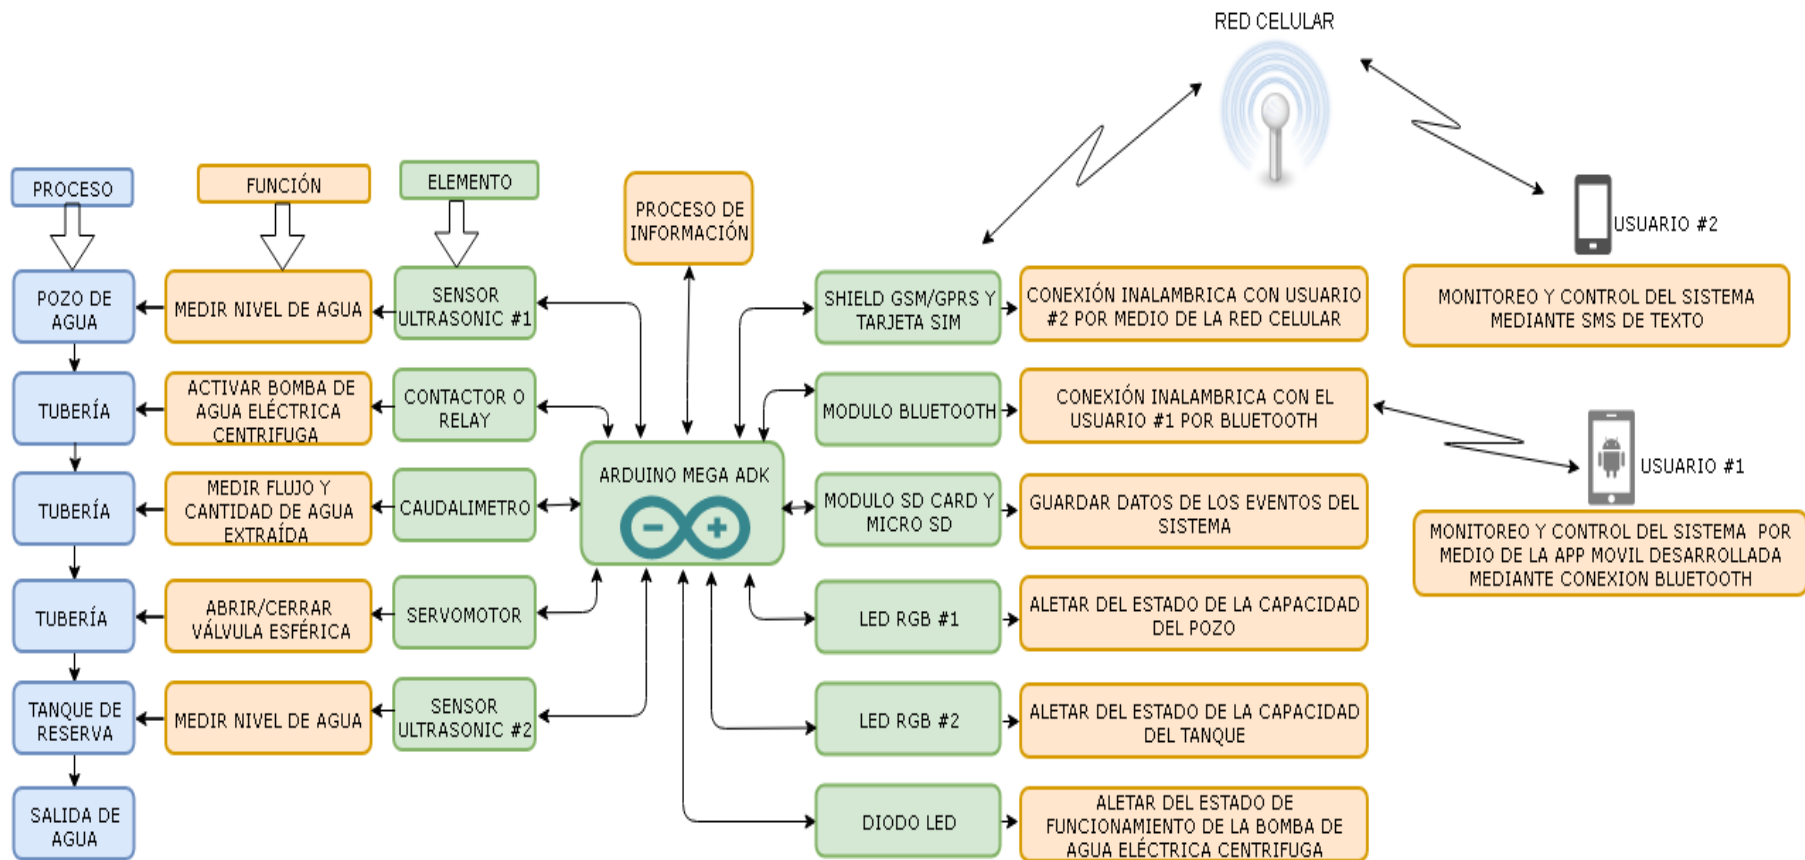 RED CELULAR
PROCESO
FUNCIÓN
ELEMENTO
PROCESO DE
INFORMACIÓN
USUARIO #2
POZO DE
AGUA
MEDIR NIVEL DE AGUA
SENSOR
ULTRASONIC #1
SHIELD GSM/GPRS Y
TARJETA SIM
CONEXIÓN INALAMBRICA CON USUARIO
#2 POR MEDIO DE LA RED CELULAR
MONITOREO Y CONTROL DEL SISTEMA
MEDIANTE SMS DE TEXTO
TUBERÍA
ACTIVAR BOMBA DE
AGUA ELÉCTRICA
CENTRIFUGA
CONTACTOR O
RELAY
MODULO BLUETOOTH
CONEXIÓN INALAMBRICA CON EL
USUARIO #1 POR BLUETOOTH
USUARIO #1
ARDUINO MEGA ADK
TUBERÍA
MEDIR FLUJO Y
CANTIDAD DE AGUA
EXTRAÍDA
CAUDALIMETRO
MODULO SD CARD Y
MICRO SD
GUARDAR DATOS DE LOS EVENTOS DEL
SISTEMA
MONITOREO Y CONTROL DEL SISTEMA POR
MEDIO DE LA APP MOVIL DESARROLLADA
MEDIANTE CONEXION BLUETOOTH
TUBERÍA
ABRIR/CERRAR
VÁLVULA ESFÉRICA
SERVOMOTOR
LED RGB #1
ALETAR DEL ESTADO DE LA CAPACIDAD
DEL POZO
TANQUE DE
RESERVA
MEDIR NIVEL DE AGUA
SENSOR
ULTRASONIC #2
LED RGB #2
ALETAR DEL ESTADO DE LA CAPACIDAD
DEL TANQUE
SALIDA DE
AGUA
DIODO LED
ALETAR DEL ESTADO DE
FUNCIONAMIENTO DE LA BOMBA DE
AGUA ELÉCTRICA CENTRIFUGA